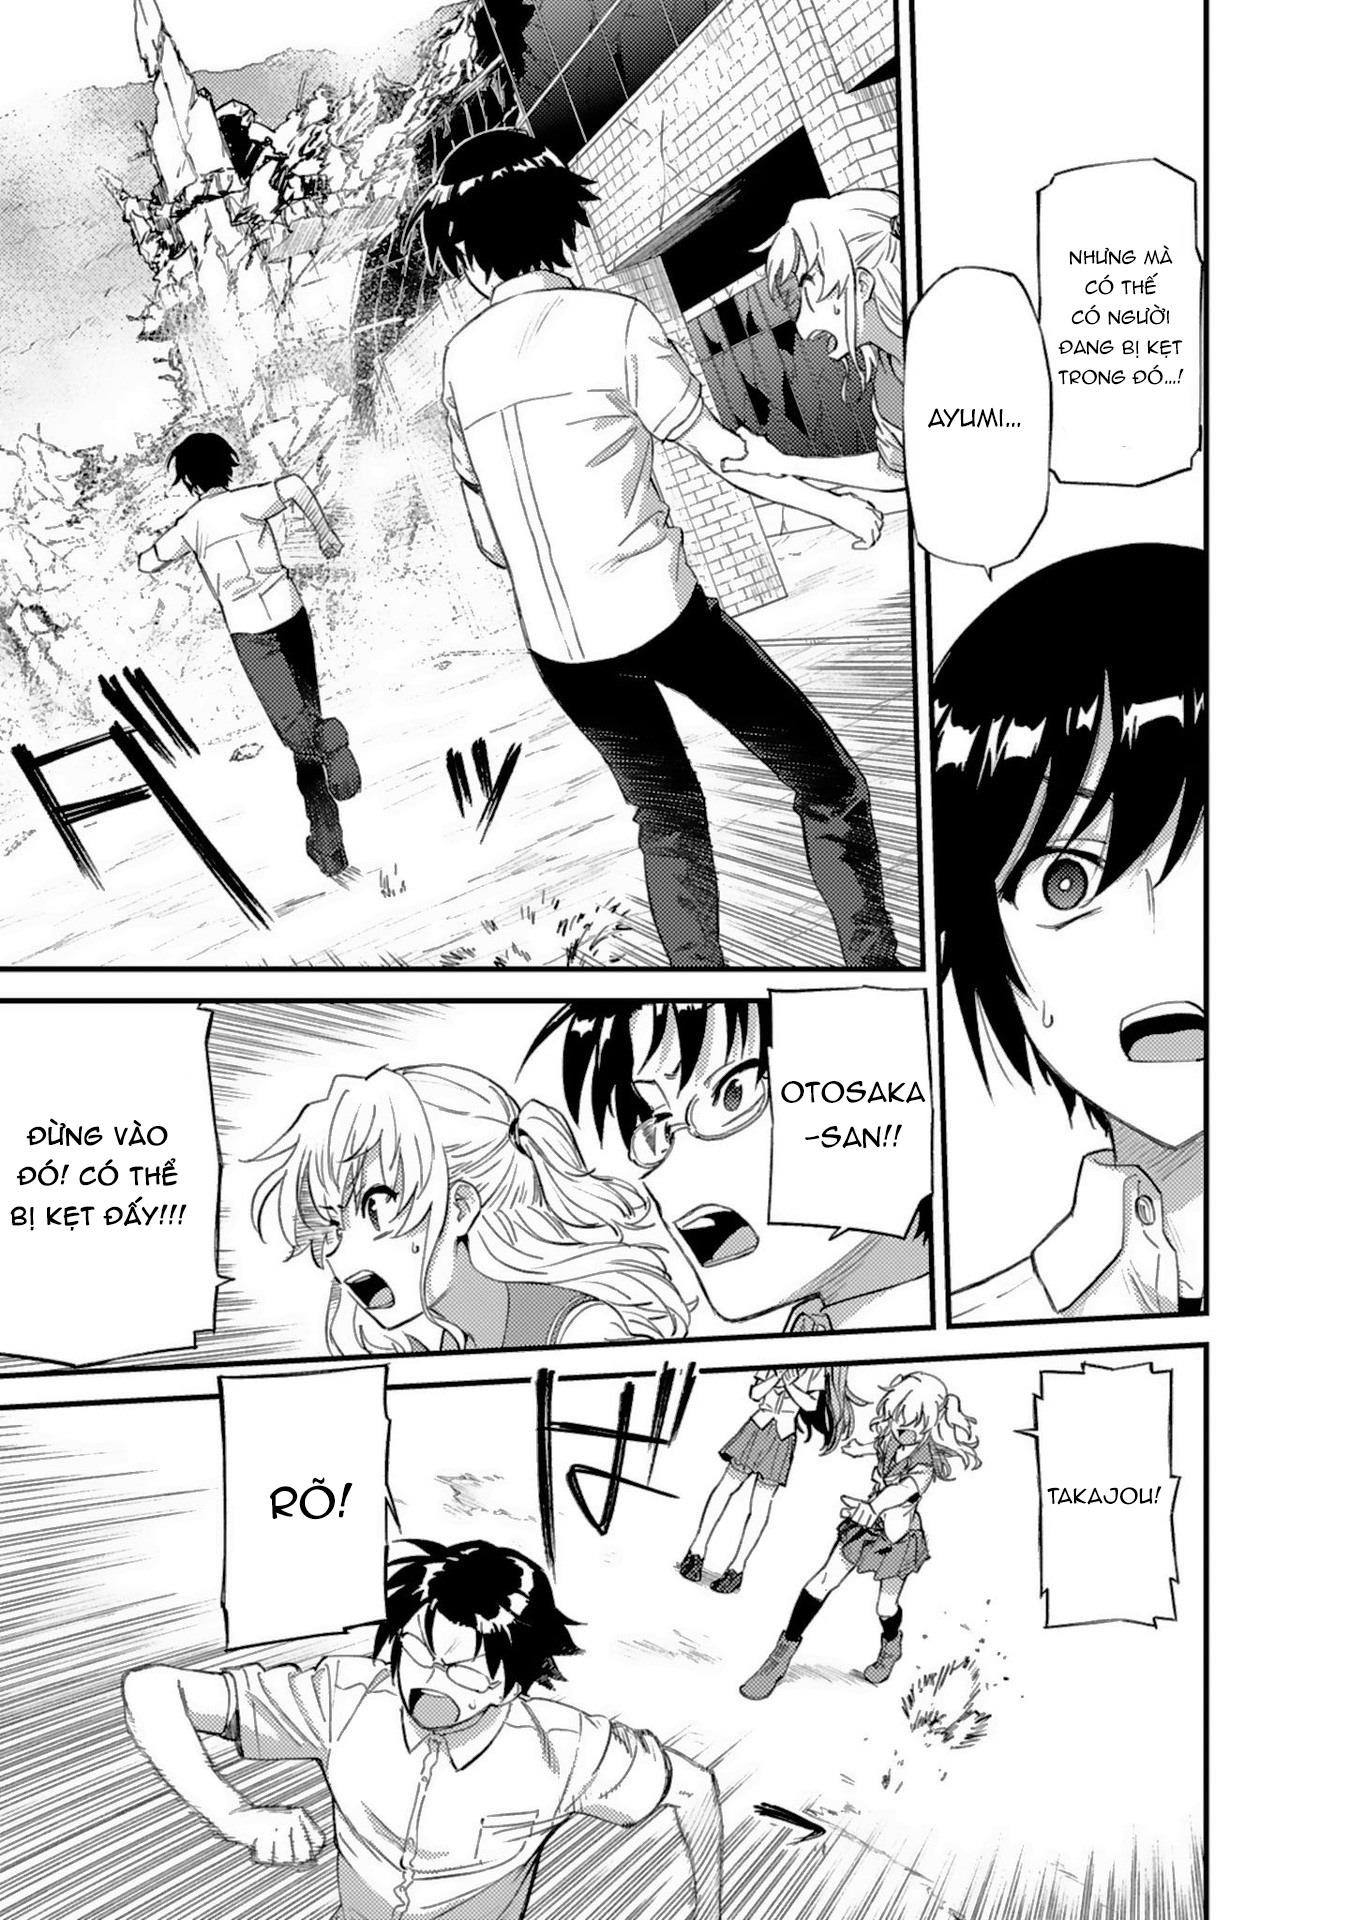 NHƯNG MÀ
CÓ THỂ
CÓ NGƯỜI
ĐANG BỊ KẸT
TRONG ĐÓ...!
AYUMI...
ッ
OTOSAKA
-SAN!!
ĐỪNG VÀO
ĐÓ! CÓ THỂ
BỊ KẸT ĐẤY!!!
TAKAJOU!
RÕ!